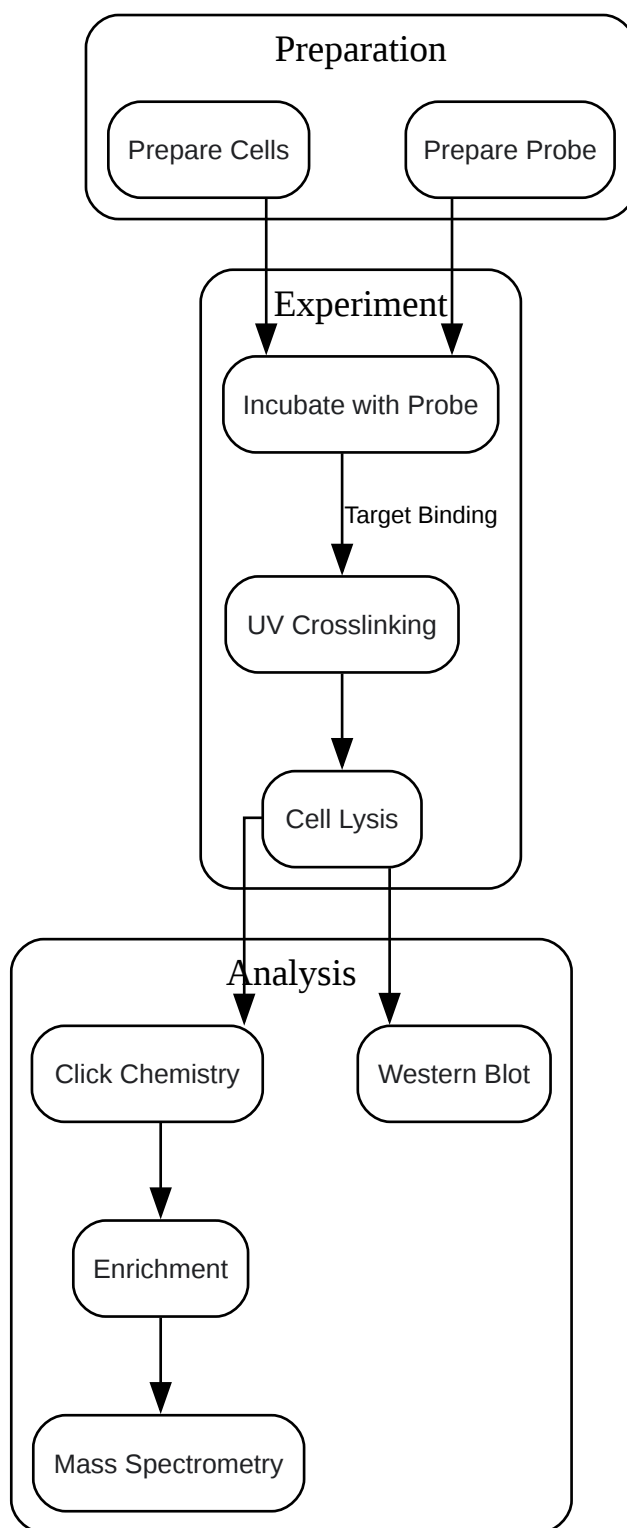 Preparation
Prepare Cells
Prepare Probe
Experiment
Incubate with Probe
Target Binding
UV Crosslinking
Cell Lysis
Analysis
Click Chemistry
Western Blot
Enrichment
Mass Spectrometry